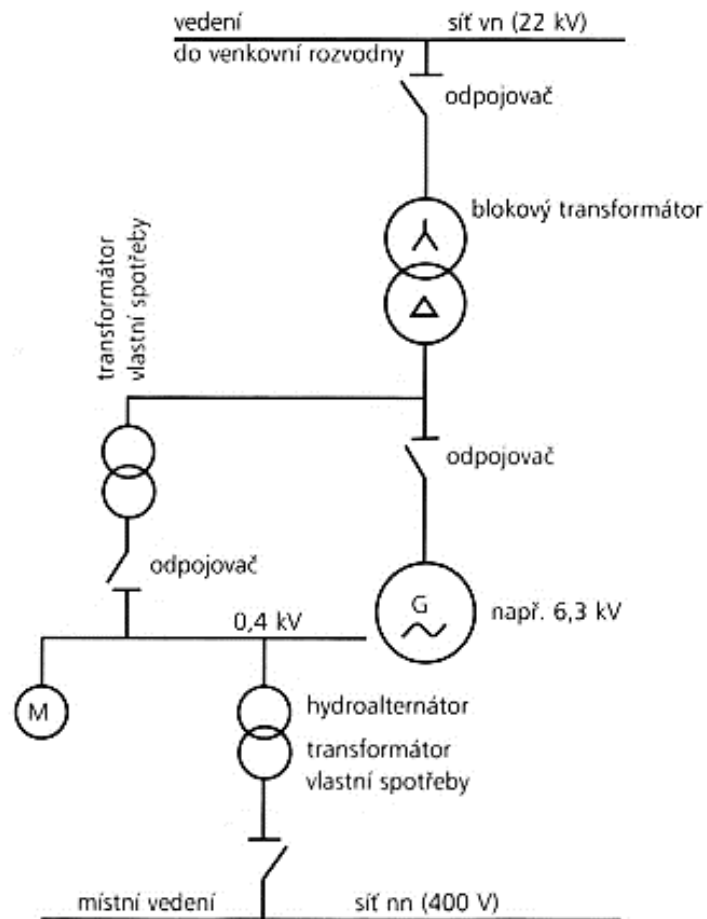 vedení síť vn (22 kV)
do venkovní rozvodny
odpojovač
blokový transformátor
transformátor
vlastní spotřeby
odpojovač
odpojovač
G
např. 6,3 kV
0,4 kV
M
hydroalternátor
transformátor
vlastní spotřeby
místní vedení síť nn (400 V)